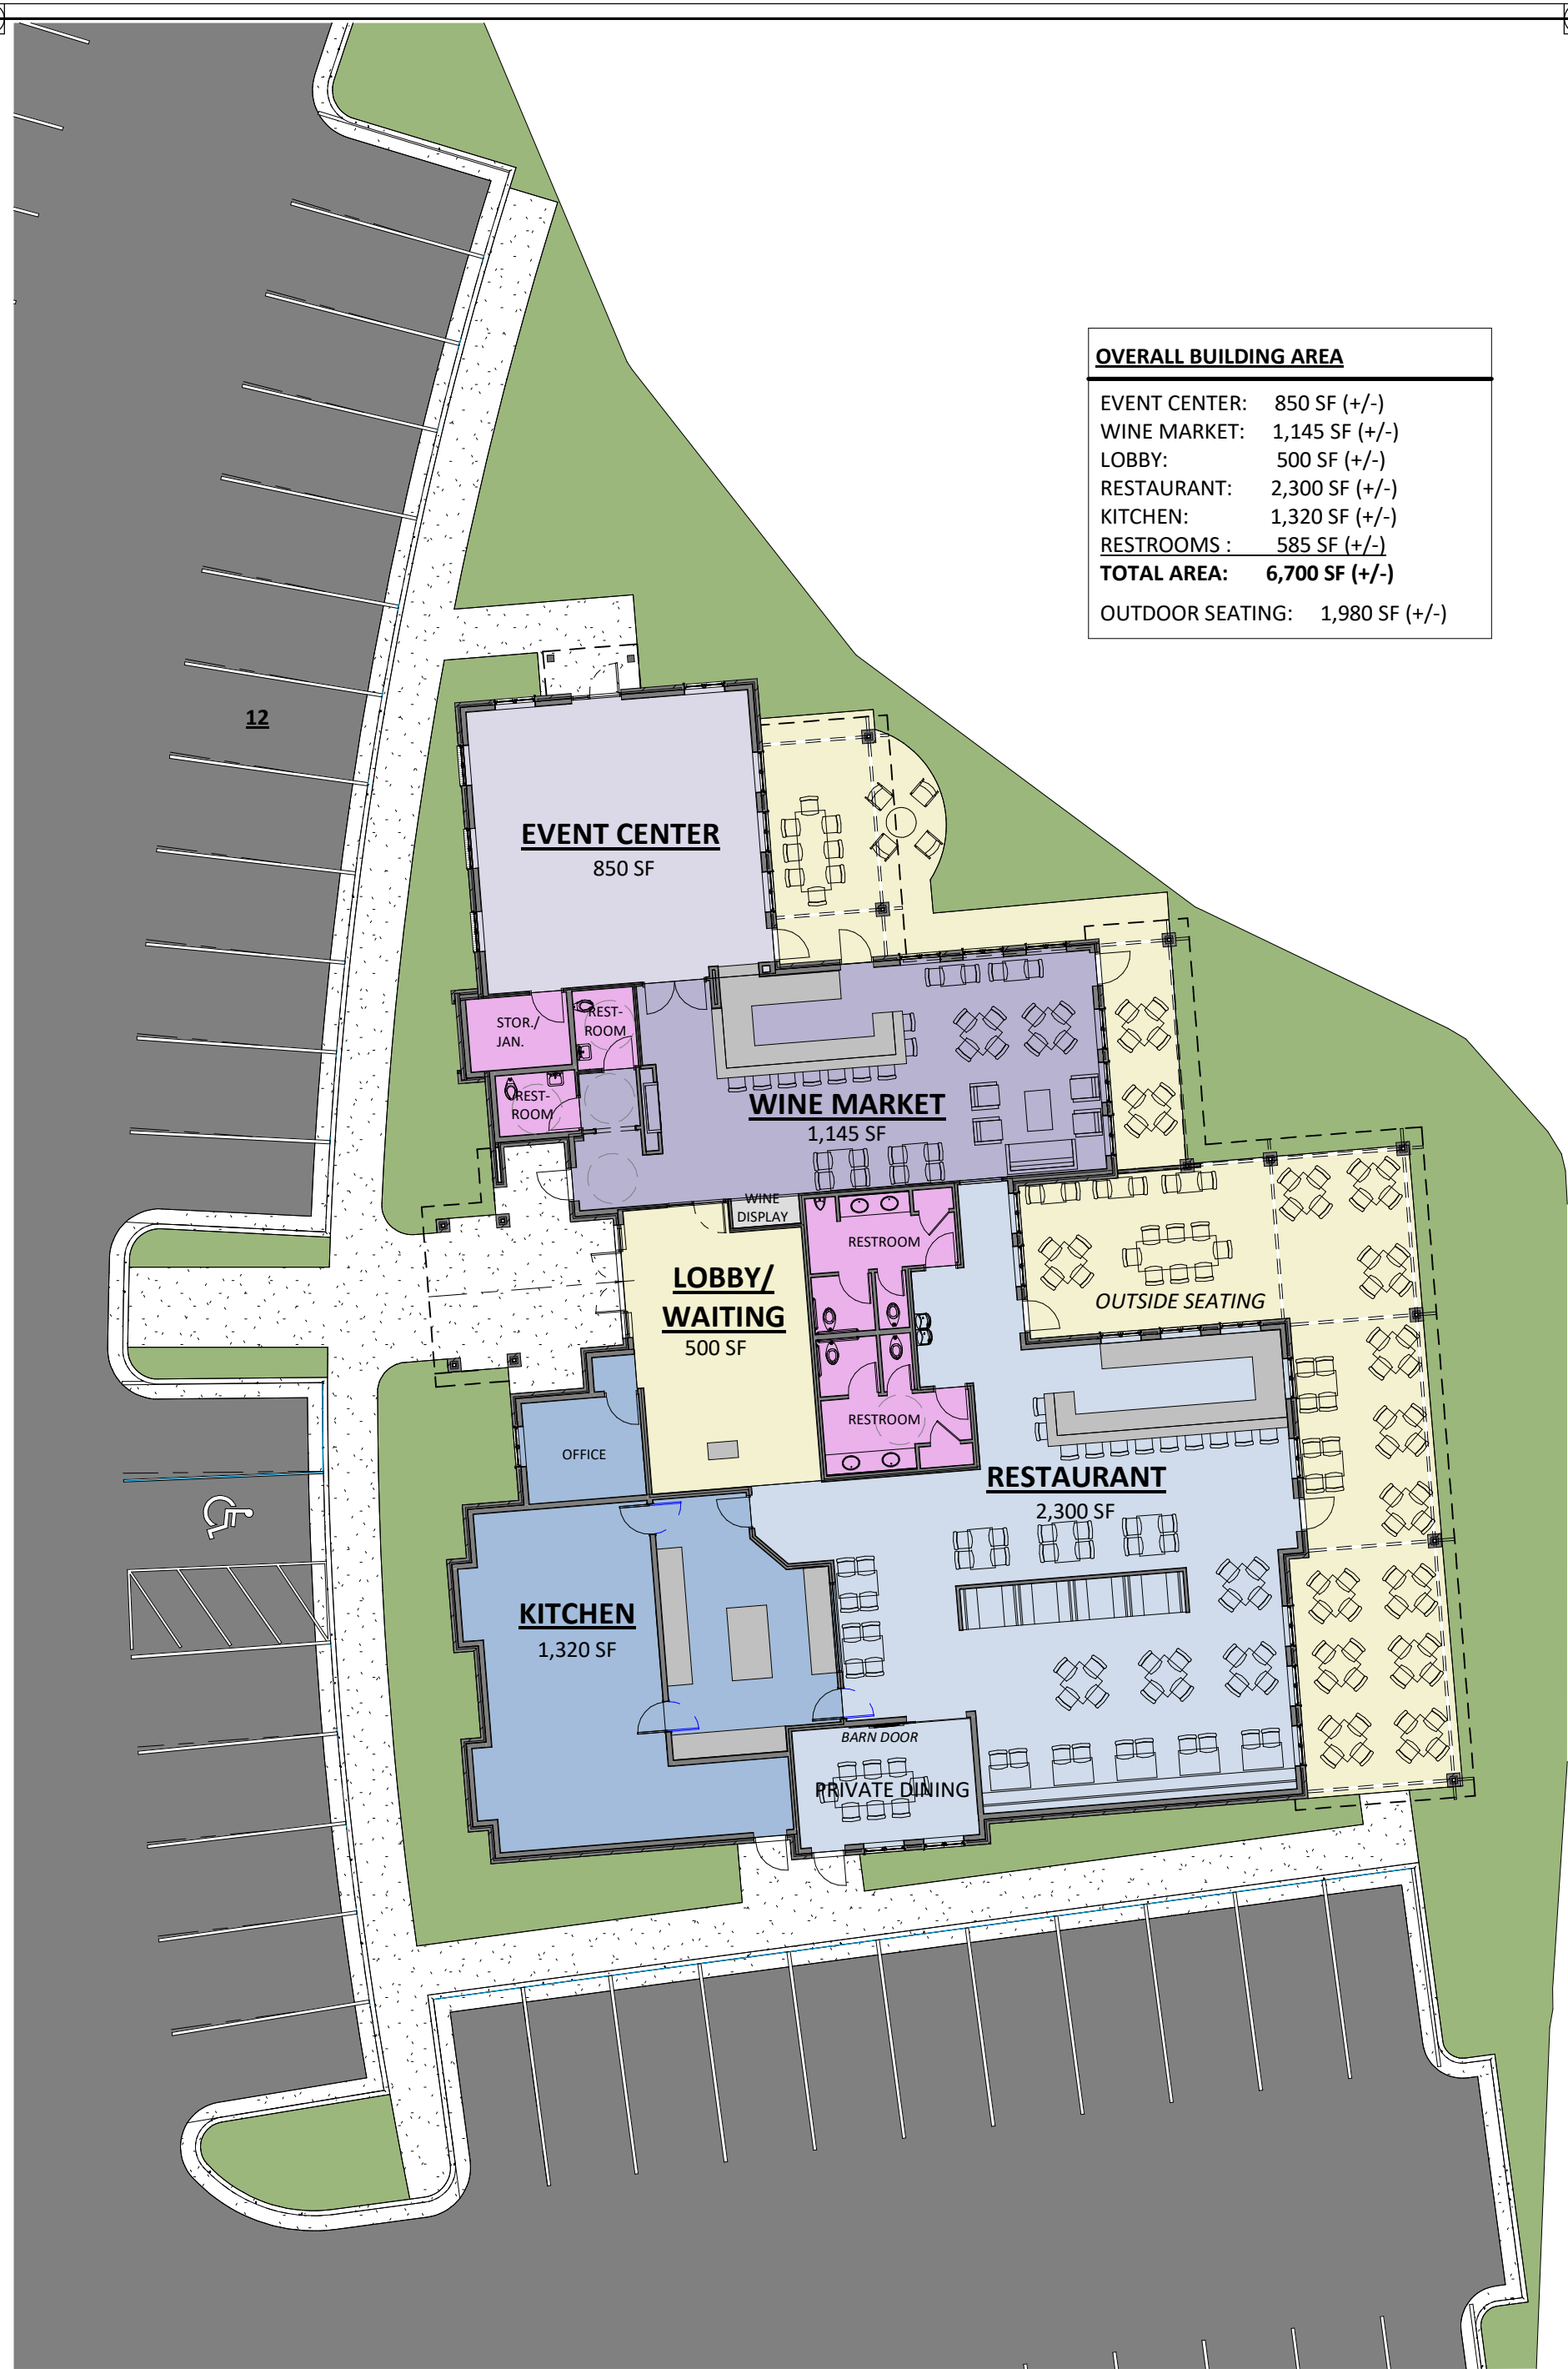 OVERALL BUILDING AREA
EVENT CENTER: 850 SF (+/-)
WINE MARKET: 1,145 SF (+/-)
LOBBY: 500 SF (+/-)
RESTAURANT: 2,300 SF (+/-)
KITCHEN: 1,320 SF (+/-)
RESTROOMS : 585 SF (+/-)
TOTAL AREA: 6,700 SF (+/-)
OUTDOOR SEATING: 1,980 SF (+/-)
12
EVENT CENTER
850 SF
STOR./
JAN.
REST-
ROOM
REST-
ROOM
WINE MARKET
1,145 SF
WINE
DISPLAY
RESTROOM
LOBBY/
WAITING
500 SF
OUTSIDE SEATING
RESTROOM
OFFICE
RESTAURANT
2,300 SF
KITCHEN
1,320 SF
BARN DOOR
PRIVATE DINING